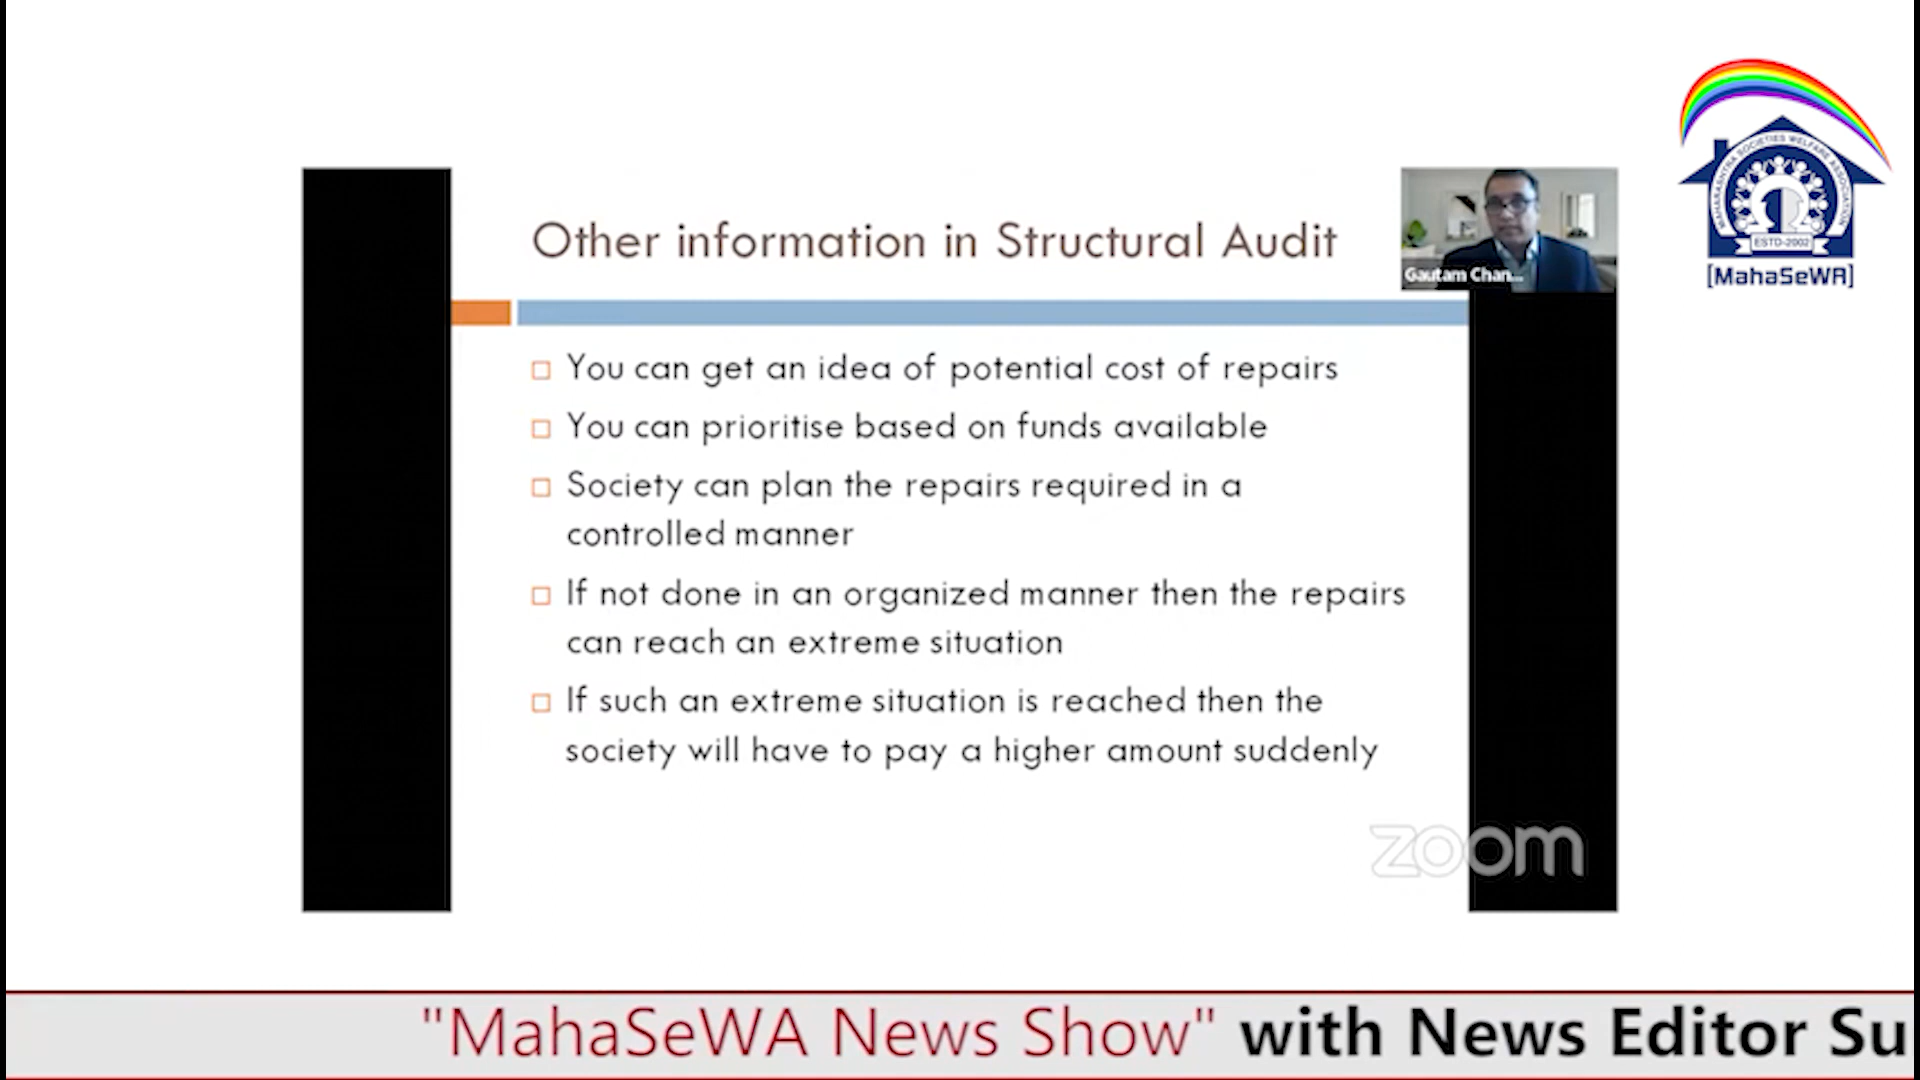 Other information in Structural Audit
Gautam Chan...
MAHARASHTRA SOCIETIES WELFARE ASSOCIATION
ESTD-2002
[MahaSeWA]
You can get an idea of potential cost of repairs
You can prioritise based on funds available
Society can plan the repairs required in a
controlled manner
If not done in an organized manner then the repairs
can reach an extreme situation
If such an extreme situation is reached then the
society will have to pay a higher amount suddenly
zoom
"MahaSeWA News Show" with News Editor Su